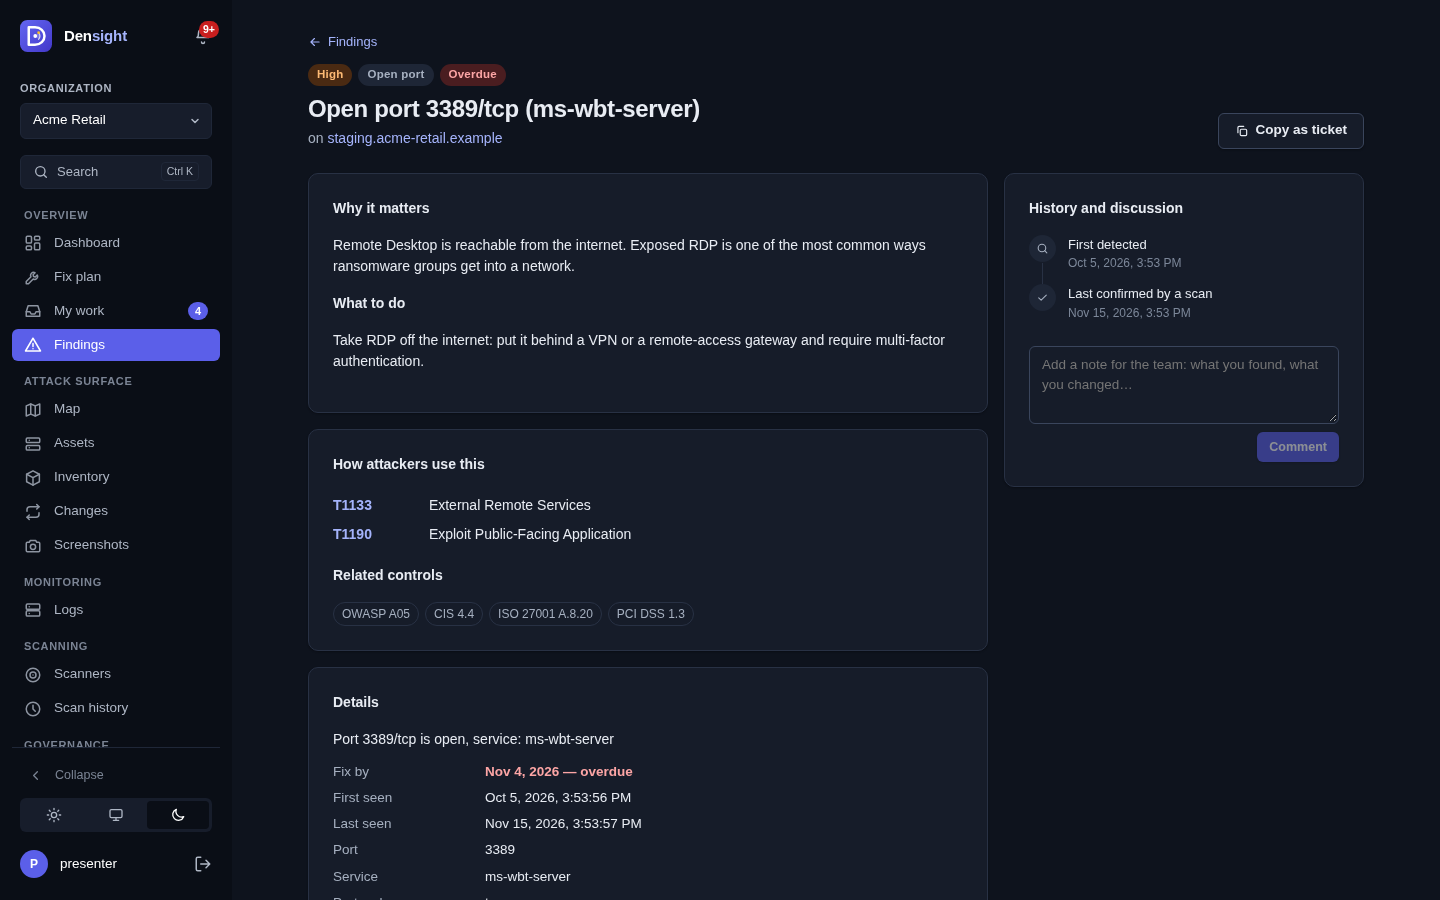 Densight
9+
ORGANIZATION
Acme Retail
Search
Ctrl K
OVERVIEW
Dashboard
Fix plan
My work
4
Findings
ATTACK SURFACE
Map
Assets
Inventory
Changes
Screenshots
MONITORING
Logs
SCANNING
Scanners
Scan history
GOVERNANCE
Collapse
P
presenter
Findings
High
Open port
Overdue
Open port 3389/tcp (ms-wbt-server)
on staging.acme-retail.example
Copy as ticket
Why it matters
Remote Desktop is reachable from the internet. Exposed RDP is one of the most common ways
ransomware groups get into a network.
What to do
Take RDP off the internet: put it behind a VPN or a remote-access gateway and require multi-factor
authentication.
How attackers use this
T1133 External Remote Services
T1190 Exploit Public-Facing Application
Related controls
OWASP A05
CIS 4.4
ISO 27001 A.8.20
PCI DSS 1.3
Details
Port 3389/tcp is open, service: ms-wbt-server
Fix by Nov 4, 2026 — overdue
First seen Oct 5, 2026, 3:53:56 PM
Last seen Nov 15, 2026, 3:53:57 PM
Port 3389
Service ms-wbt-server
History and discussion
First detected
Oct 5, 2026, 3:53 PM
Last confirmed by a scan
Nov 15, 2026, 3:53 PM
Add a note for the team: what you found, what
you changed…
Comment